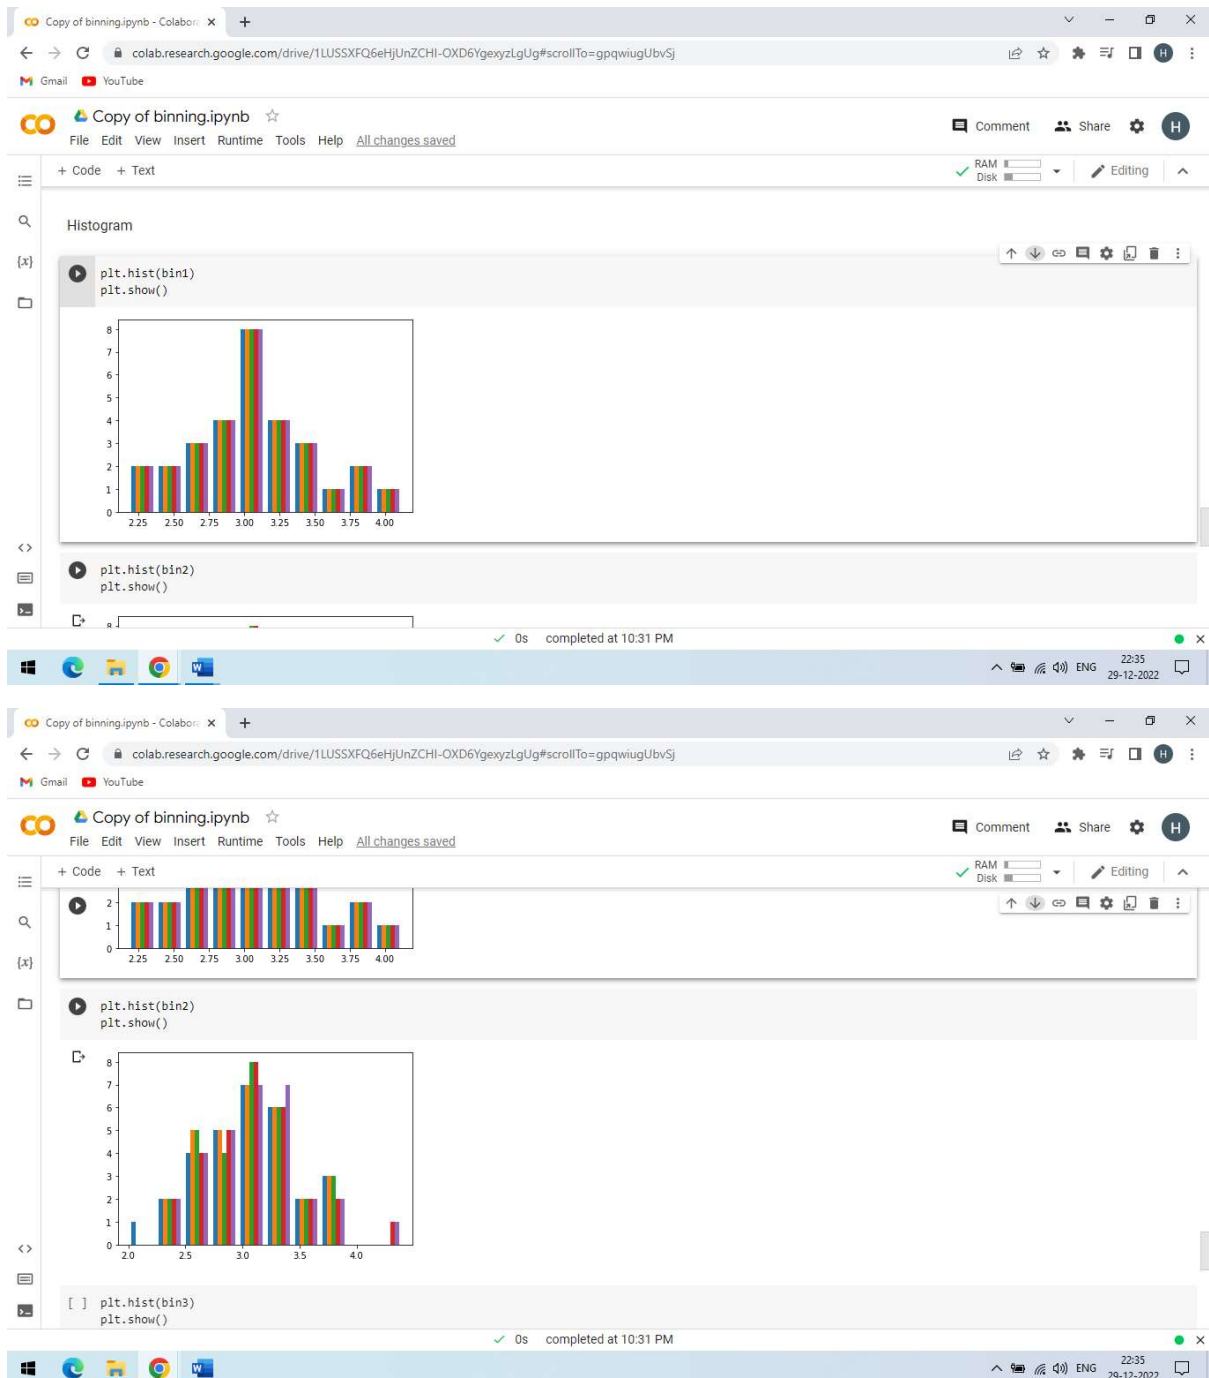 Copy of binning.ipynb - Colabora
colab.research.google.com/drive/1LUSSXFQ6eHjUnZCHI-OXD6YgexyzLgUg#scrollTo=gpqwiugUbvSj
H
Gmail YouTube
CO Copy of binning.ipynb
File Edit View Insert Runtime Tools Help All changes saved
Comment Share H
+ Code + Text
RAM
Disk
Editing
Histogram
{x}
plt.hist(bin1)
plt.show()
8
7
6
5
4
3
2
1
0
2.25 2.50 2.75 3.00 3.25 3.50 3.75 4.00
plt.hist(bin2)
plt.show()
8
0s completed at 10:31 PM
ENG
22:35
29-12-2022
Copy of binning.ipynb - Colabora
colab.research.google.com/drive/1LUSSXFQ6eHjUnZCHI-OXD6YgexyzLgUg#scrollTo=gpqwiugUbvSj
H
Gmail YouTube
CO Copy of binning.ipynb
File Edit View Insert Runtime Tools Help All changes saved
Comment Share H
+ Code + Text
RAM
Disk
Editing
2
1
0
2.25 2.50 2.75 3.00 3.25 3.50 3.75 4.00
{x}
plt.hist(bin2)
plt.show()
8
7
6
5
4
3
2
1
0
2.0 2.5 3.0 3.5 4.0
[ ] plt.hist(bin3)
plt.show()
0s completed at 10:31 PM
ENG
22:35
29-12-2022